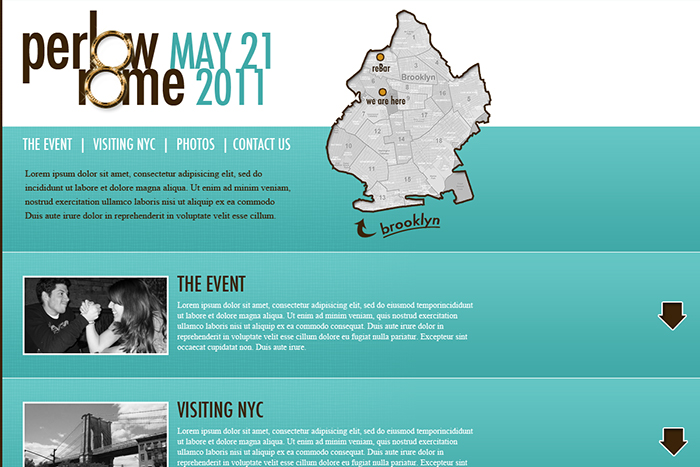 perlow MAY 21
rome 2011
THE EVENT | VISITING NYC | PHOTOS | CONTACT US
Lorem ipsum dolor sit amet, consectetur adipisicing elit, sed do
incididunt ut labore et dolore magna aliqua. Ut enim ad minim veniam,
nostrud exercitation ullamco laboris nisi ut aliquip ex ea commodo
Duis aute irure dolor in reprehenderit in voluptate velit esse cillum.
reBar
Brooklyn
we are here
brooklyn
THE EVENT
Lorem ipsum dolor sit amet, consectetur adipisicing elit, sed do eiusmod temporincididunt
ut labore et dolore magna aliqua. Ut enim ad minim veniam, quis nostrud exercitation
ullamco laboris nisi ut aliquip ex ea commodo consequat. Duis aute irure dolor in
reprehenderit in voluptate velit esse cillum dolore eu fugiat nulla pariatur. Excepteur sint
occaecat cupidatat non. Duis aute irure.
VISITING NYC
Lorem ipsum dolor sit amet, consectetur adipisicing elit, sed do eiusmod temporincididunt
ut labore et dolore magna aliqua. Ut enim ad minim veniam, quis nostrud exercitation
ullamco laboris nisi ut aliquip ex ea commodo consequat. Duis aute irure dolor in
reprehenderit in voluptate velit esse cillum dolore eu fugiat nulla pariatur. Excepteur sint